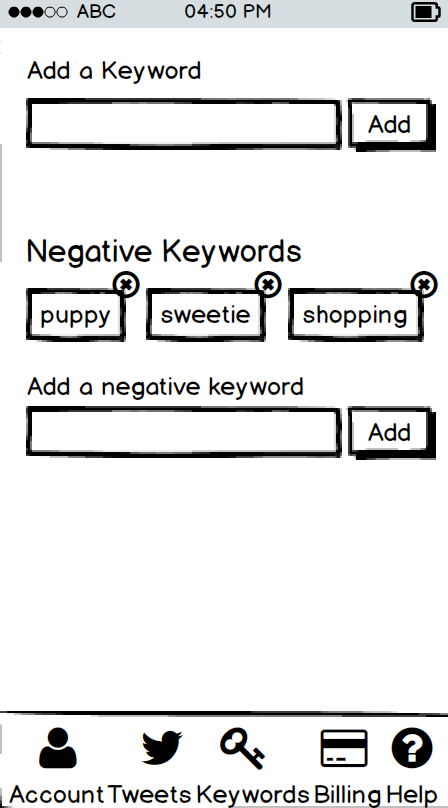 ABC 04:50 PM
Add a Keyword
Add
Negative Keywords
puppy sweetie shopping
Add a negative keyword
Add
Account Tweets Keywords Billing Help